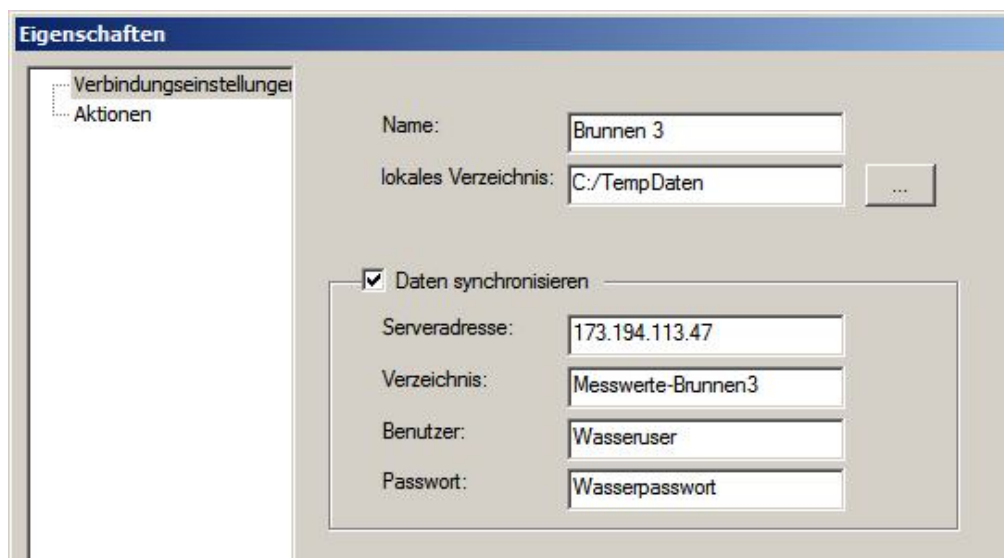 Eigenschaften
Verbindungseinstellungen
Aktionen
Name: Brunnen 3
lokales Verzeichnis: C:/TempDaten ...
Daten synchronisieren
Serveradresse: 173.194.113.47
Verzeichnis: Messwerte-Brunnen3
Benutzer: Wasseruser
Passwort: Wasserpasswort